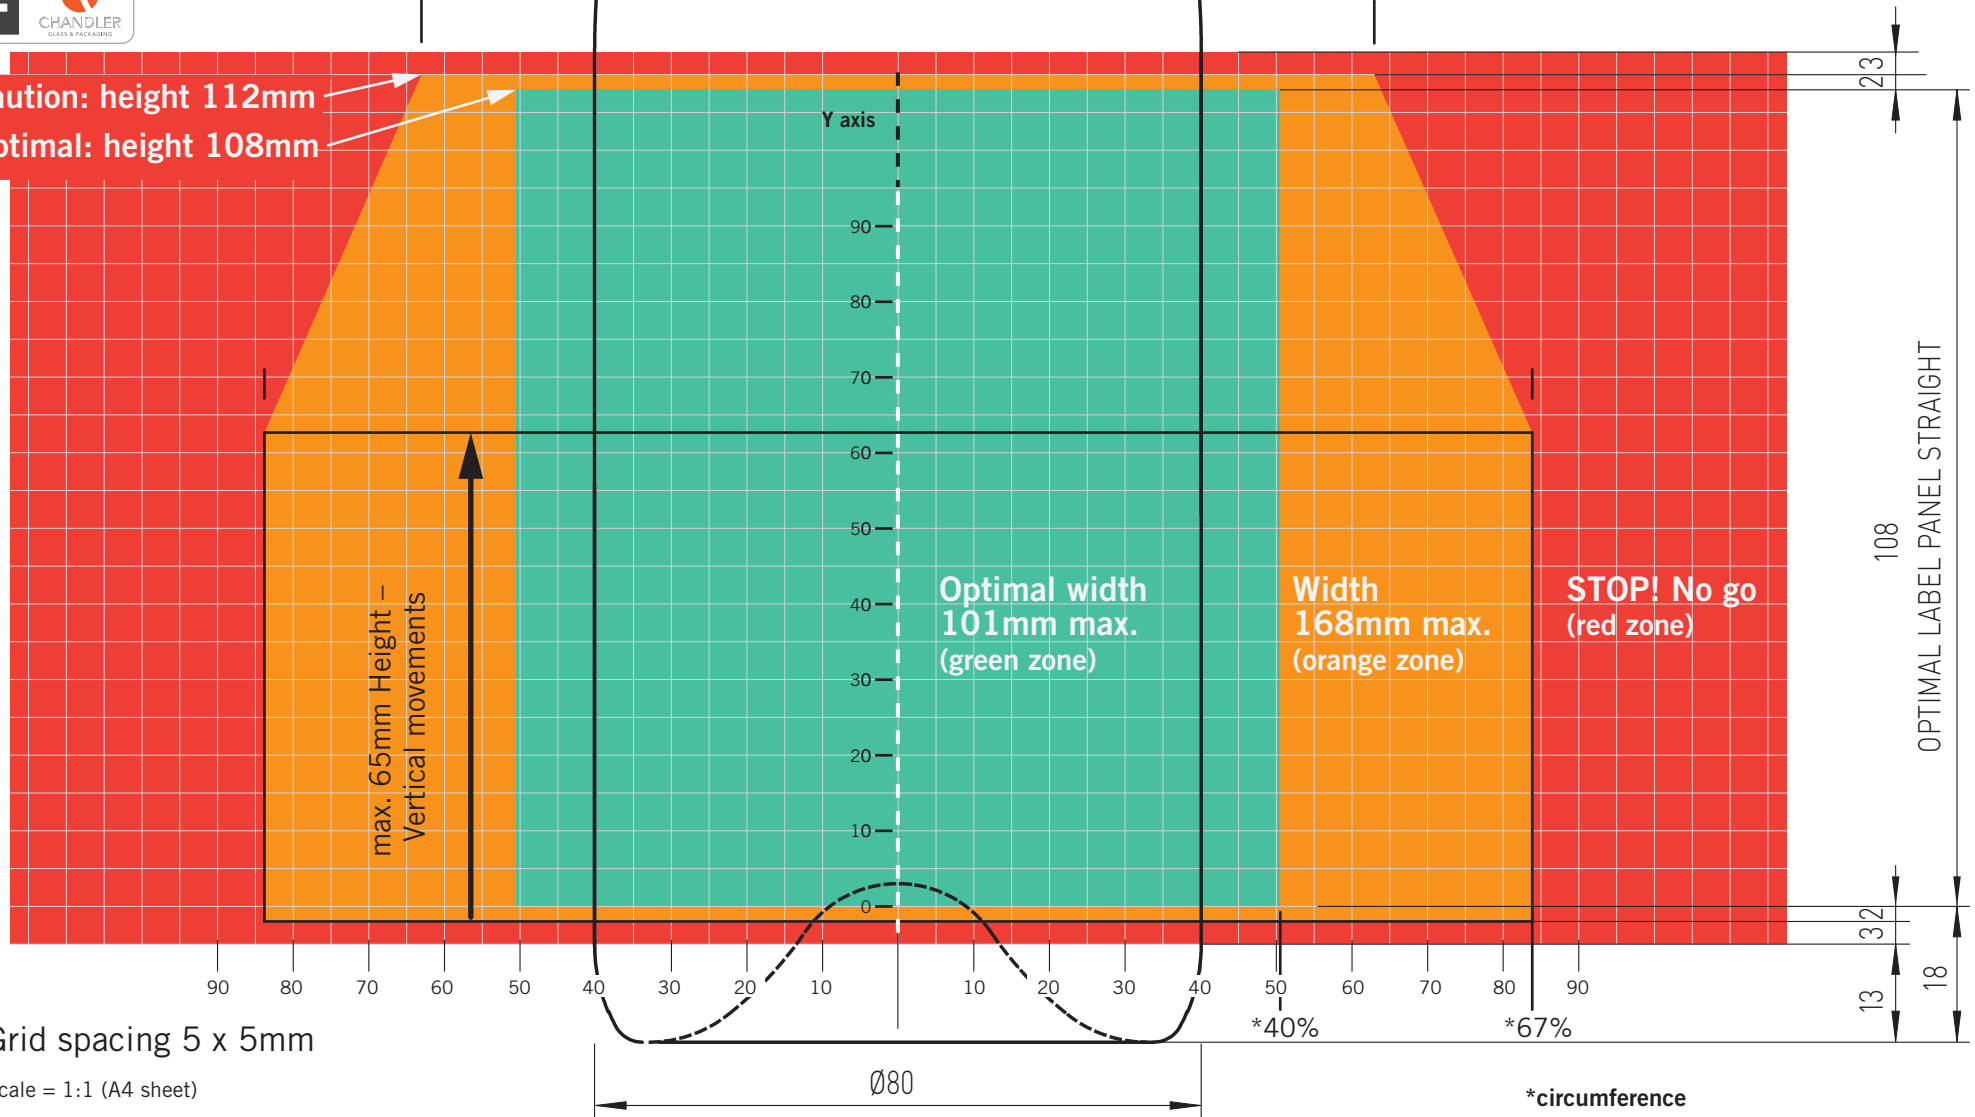 CHANDLER
GLASS & PACKAGING
aution: height 112mm
ptimal: height 108mm
Y axis
90
80
70
60
50
40
30
20
10
0
max. 65mm Height –
Vertical movements
Optimal width
101mm max.
(green zone)
Width
168mm max.
(orange zone)
STOP! No go
(red zone)
3
2
108
OPTIMAL LABEL PANEL STRAIGHT
2
3
18
13
90 80 70 60 50 40 30 20 10 10 20 30 40 50 60 70 80 90
*40% *67%
Grid spacing 5 x 5mm
cale = 1:1 (A4 sheet)
Ø80
*circumference